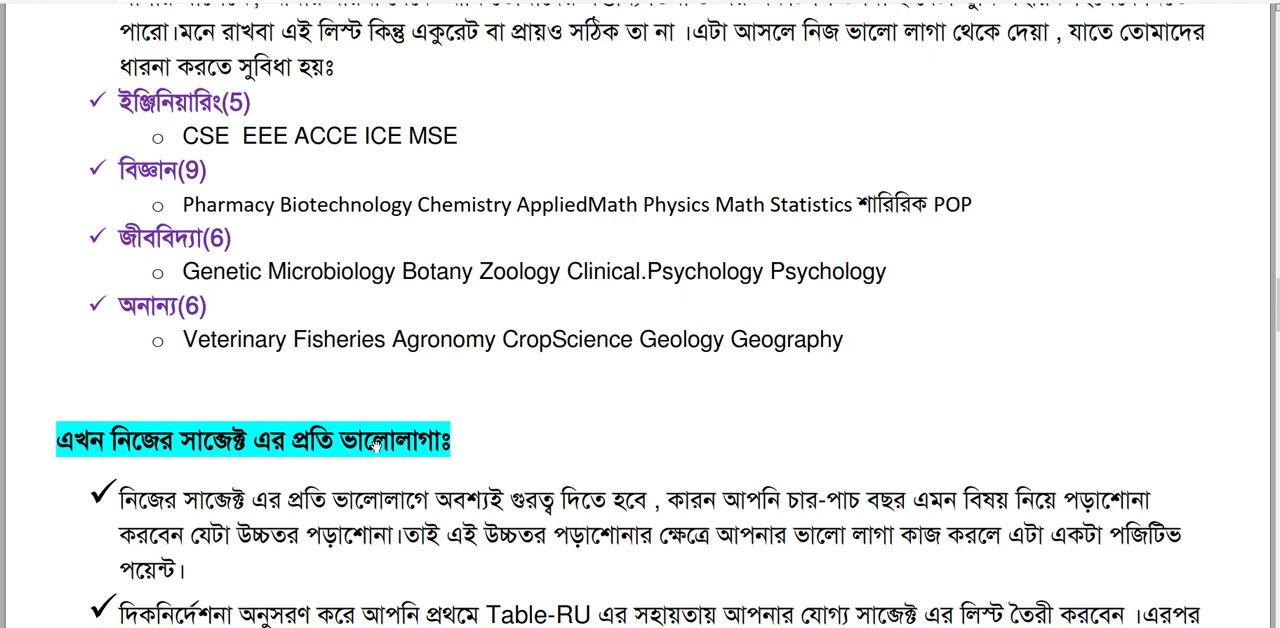 পারো।মনে রাখবা এই লিস্ট কিন্তু একুরেট বা প্রায়ও সঠিক তা না ।এটা আসলে নিজ ভালো লাগা থেকে দেয়া , যাতে তোমাদের
ধারনা করতে সুবিধা হয়ঃ
✓ ইঞ্জিনিয়ারিং(5)
o CSE EEE ACCE ICE MSE
✓ বিজ্ঞান(9)
o Pharmacy Biotechnology Chemistry AppliedMath Physics Math Statistics শারিরিক POP
✓ জীববিদ্যা(6)
o Genetic Microbiology Botany Zoology Clinical.Psychology Psychology
✓ অনান্য(6)
o Veterinary Fisheries Agronomy CropScience Geology Geography
এখন নিজের সাব্জেক্ট এর প্রতি ভালোলাগাঃ
✓ নিজের সাব্জেক্ট এর প্রতি ভালোলাগে অবশ্যই গুরত্ব দিতে হবে , কারন আপনি চার-পাচ বছর এমন বিষয় নিয়ে পড়াশোনা
করবেন যেটা উচ্চতর পড়াশোনা।তাই এই উচ্চতর পড়াশোনার ক্ষেত্রে আপনার ভালো লাগা কাজ করলে এটা একটা পজিটিভ
পয়েন্ট।
✓ দিকনির্দেশনা অনুসরণ করে আপনি প্রথমে Table-RU এর সহায়তায় আপনার যোগ্য সাব্জেক্ট এর লিস্ট তৈরী করবেন ।এরপর